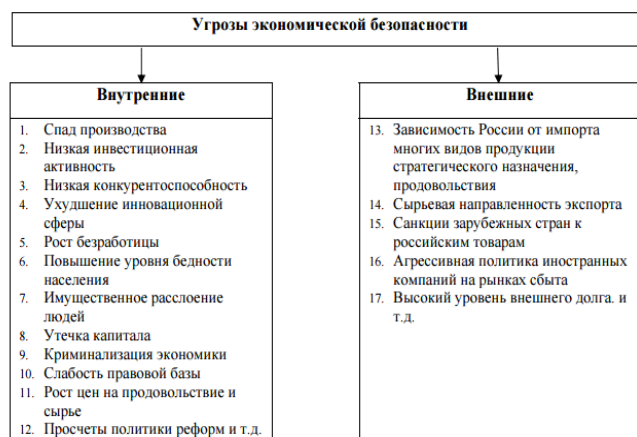 Угрозы экономической безопасности
Внутренние
1. Спад производства
2. Низкая инвестиционная
активность
3. Низкая конкурентоспособность
4. Ухудшение инновационной
сферы
5. Рост безработицы
6. Повышение уровня бедности
населения
7. Имущественное расслоение
людей
8. Утечка капитала
9. Криминализация экономики
10. Слабость правовой базы
11. Рост цен на продовольствие и
сырье
12. Просчеты политики реформ и т.д.
Внешние
13. Зависимость России от импорта
многих видов продукции
стратегического назначения,
продовольствия
14. Сырьевая направленность экспорта
15. Санкции зарубежных стран к
российским товарам
16. Агрессивная политика иностранных
компаний на рынках сбыта
17. Высокий уровень внешнего долга. и
т.д.